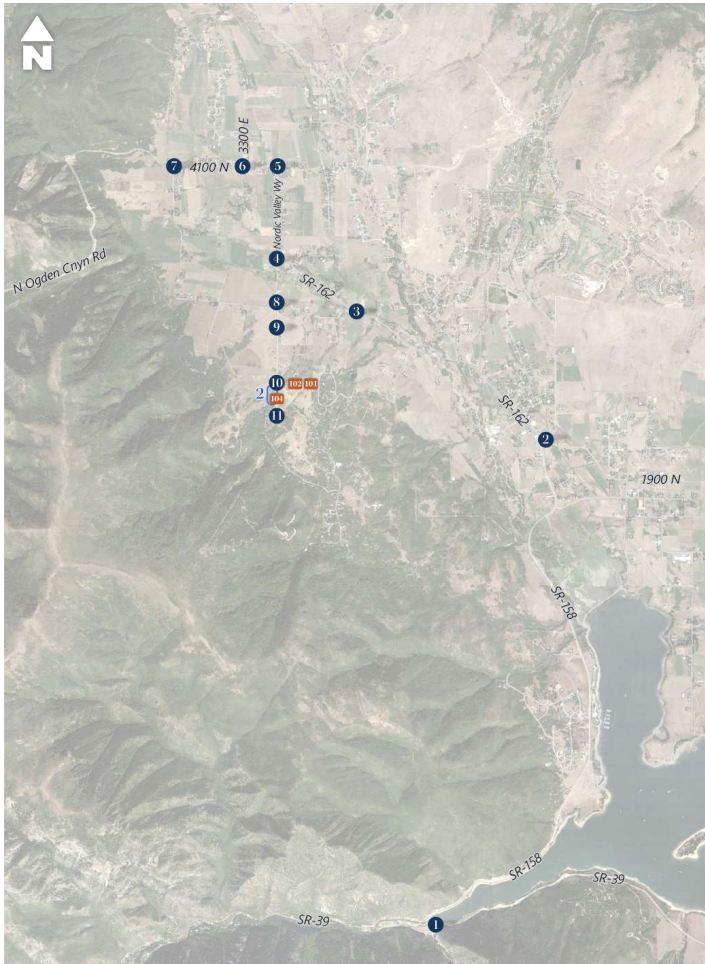 N
3300 E
7
4100 N
6
5
Nordic Valley Wy
4
N Ogden Cnyn Rd
SR-162
8
3
9
10
102
101
2
104
11
SR-162
2
1900 N
SR-158
SR-158
SR-39
SR-39
1